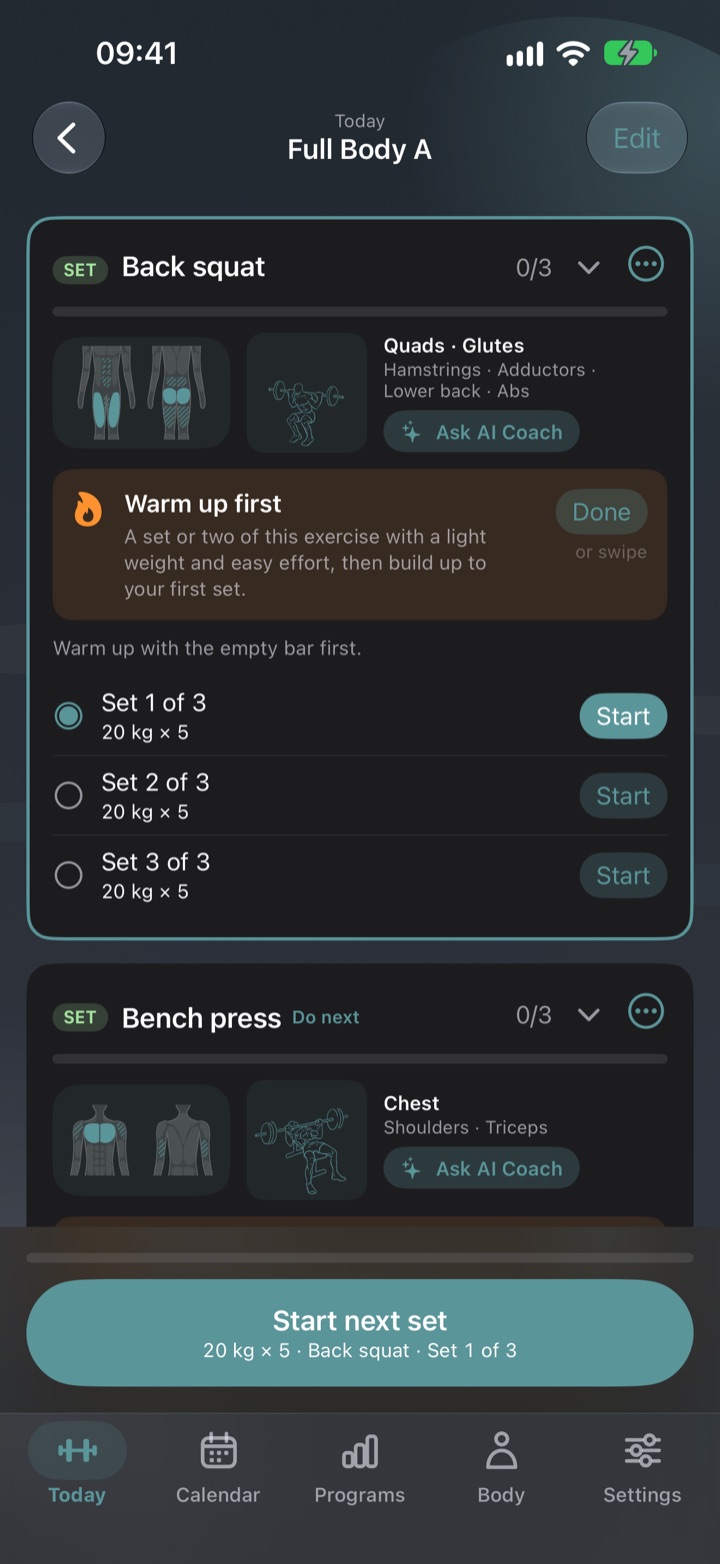 09:41
Today
Full Body A
Edit
SET Back squat 0/3
Quads · Glutes
Hamstrings · Adductors ·
Lower back · Abs
Ask AI Coach
Warm up first
Done
A set or two of this exercise with a light
weight and easy effort, then build up to
your first set.
or swipe
Warm up with the empty bar first.
Set 1 of 3
20 kg × 5
Start
Set 2 of 3
20 kg × 5
Start
Set 3 of 3
20 kg × 5
Start
SET Bench press Do next 0/3
Chest
Shoulders · Triceps
Ask AI Coach
Start next set
20 kg × 5 · Back squat · Set 1 of 3
Today Calendar Programs Body Settings